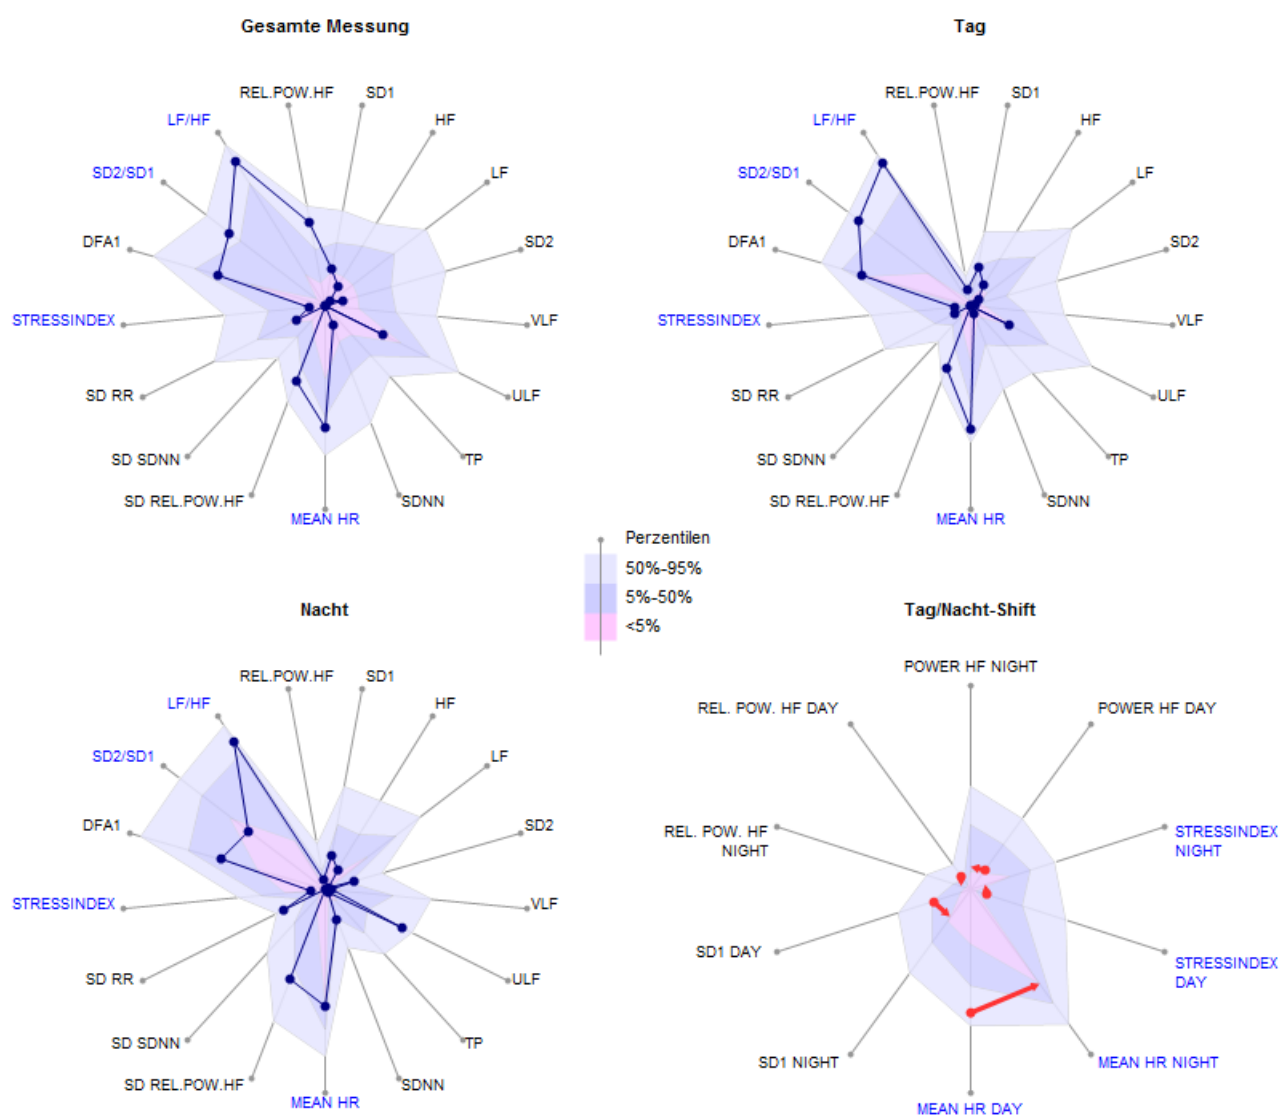 Gesamte Messung
REL.POW.HF
SD1
LF/HF
HF
SD2/SD1
LF
DFA1
SD2
STRESSINDEX
VLF
SD RR
ULF
SD SDNN
TP
SD REL.POW.HF
SDNN
MEAN HR
Tag
REL.POW.HF
SD1
LF/HF
HF
SD2/SD1
LF
DFA1
SD2
STRESSINDEX
VLF
SD RR
ULF
SD SDNN
TP
SD REL.POW.HF
SDNN
MEAN HR
Perzentilen
50%-95%
5%-50%
<5%
Nacht
REL.POW.HF
SD1
LF/HF
HF
SD2/SD1
LF
DFA1
SD2
STRESSINDEX
VLF
SD RR
ULF
SD SDNN
TP
SD REL.POW.HF
SDNN
MEAN HR
Tag/Nacht-Shift
POWER HF NIGHT
REL. POW. HF DAY
POWER HF DAY
REL. POW. HF
NIGHT
STRESSINDEX
NIGHT
SD1 DAY
STRESSINDEX
DAY
SD1 NIGHT
MEAN HR NIGHT
MEAN HR DAY